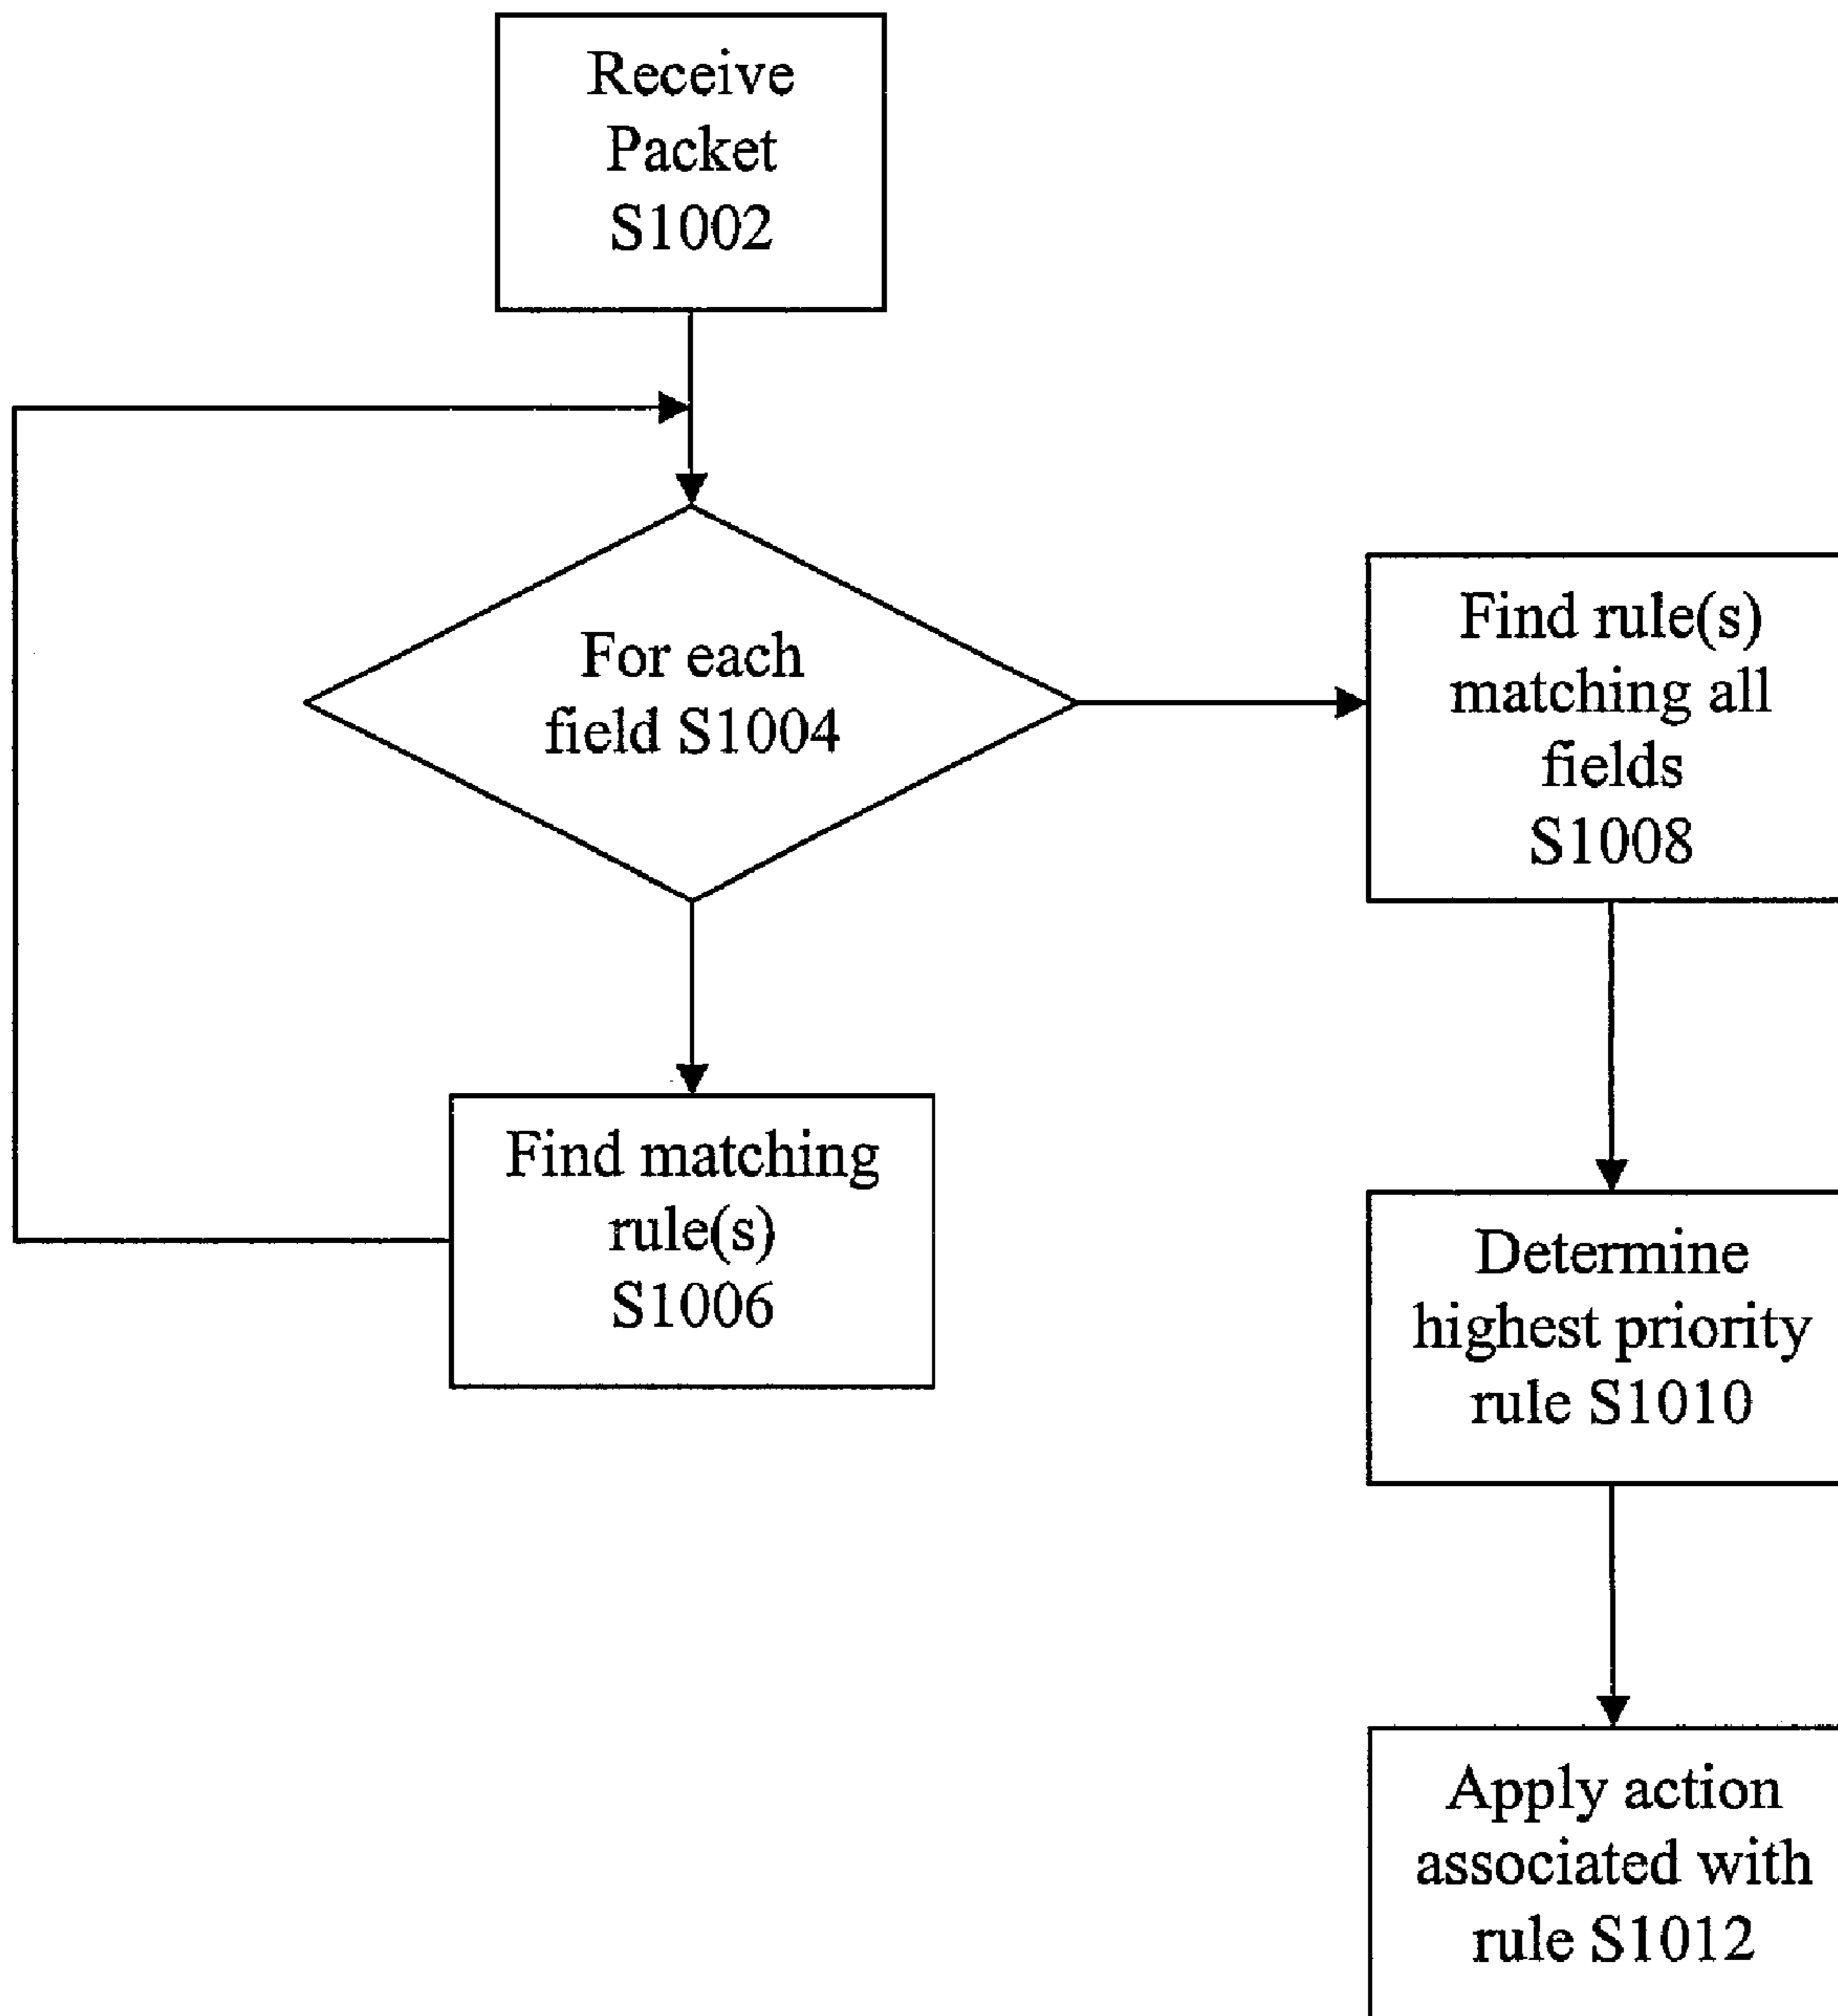 Receive
Packet
S1002
For each
field S1004
Find matching
rule(s)
S1006
Find rule(s)
matching all
fields
S1008
Determine
highest priority
rule S1010
Apply action
associated with
rule S1012